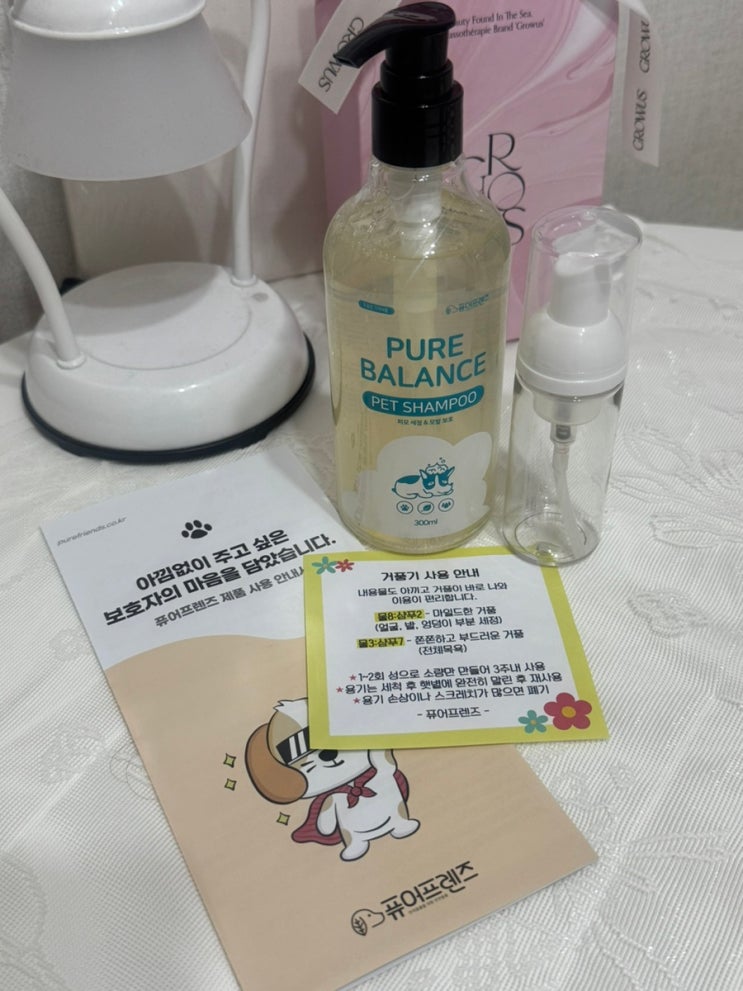 GROWUS
GROWUS
GROWUS
Beauty Found In The Sea.
Brand 'Growus'
퓨어프렌즈
PURE
BALANCE
PET SHAMPOO
피모 세정 & 모발 보호
300ml
purefriends.co.kr
아낌없이 주고 싶은
보호자의 마음을 담았습니다.
퓨어프렌즈 제품 사용 안내
퓨어프렌즈
거품기 사용 안내
내용물도 아끼고 거품이 바로 나와
이용이 편리합니다.
물8:샴푸2 - 마일드한 거품
(얼굴, 발, 엉덩이 부분 세정)
물3:샴푸7 - 쫀쫀하고 부드러운 거품
(전체목욕)
★1~2회 성으로 소량만 만들어 3주내 사용
★용기는 세척 후 햇볕에 완전히 말린 후 재사용
★용기 손상이나 스크레치가 많으면 폐기
- 퓨어프렌즈 -